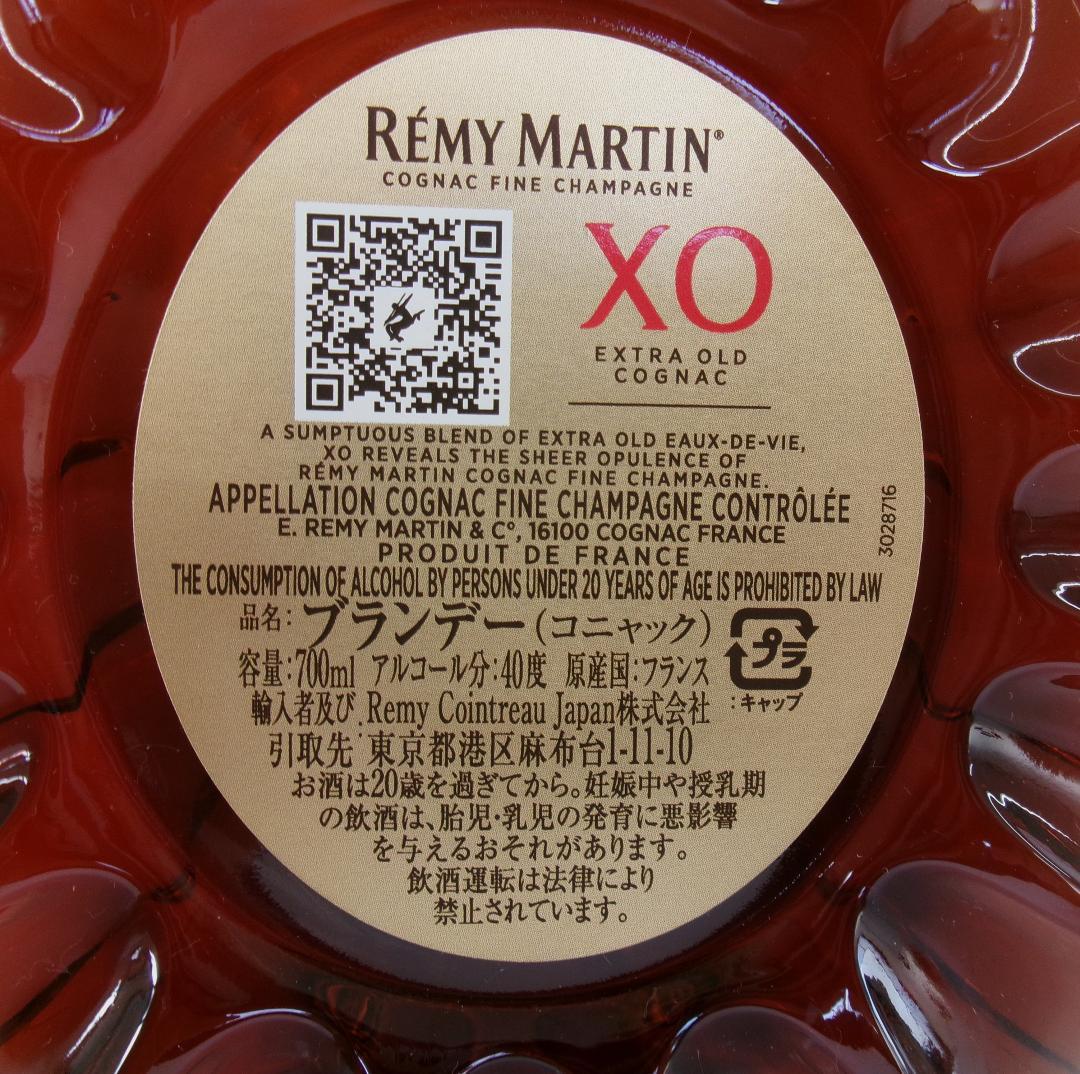 RÉMY MARTIN®
COGNAC FINE CHAMPAGNE
XO
EXTRA OLD
COGNAC
A SUMPTUOUS BLEND OF EXTRA OLD EAUX-DE-VIE,
XO REVEALS THE SHEER OPULENCE OF
RÉMY MARTIN COGNAC FINE CHAMPAGNE.
APPELLATION COGNAC FINE CHAMPAGNE CONTRÔLÉE
E. REMY MARTIN & Cº, 16100 COGNAC FRANCE
PRODUIT DE FRANCE
3028716
THE CONSUMPTION OF ALCOHOL BY PERSONS UNDER 20 YEARS OF AGE IS PROHIBITED BY LAW
品名: ブランデー (コニャック)
プラ
容量:700ml アルコール分:40度 原産国:フランス
:キャップ
輸入者及び Remy Cointreau Japan株式会社
引取先: 東京都港区麻布台1-11-10
お酒は20歳を過ぎてから。妊娠中や授乳期
の飲酒は、胎児・乳児の発育に悪影響
を与えるおそれがあります。
飲酒運転は法律により
禁止されています。